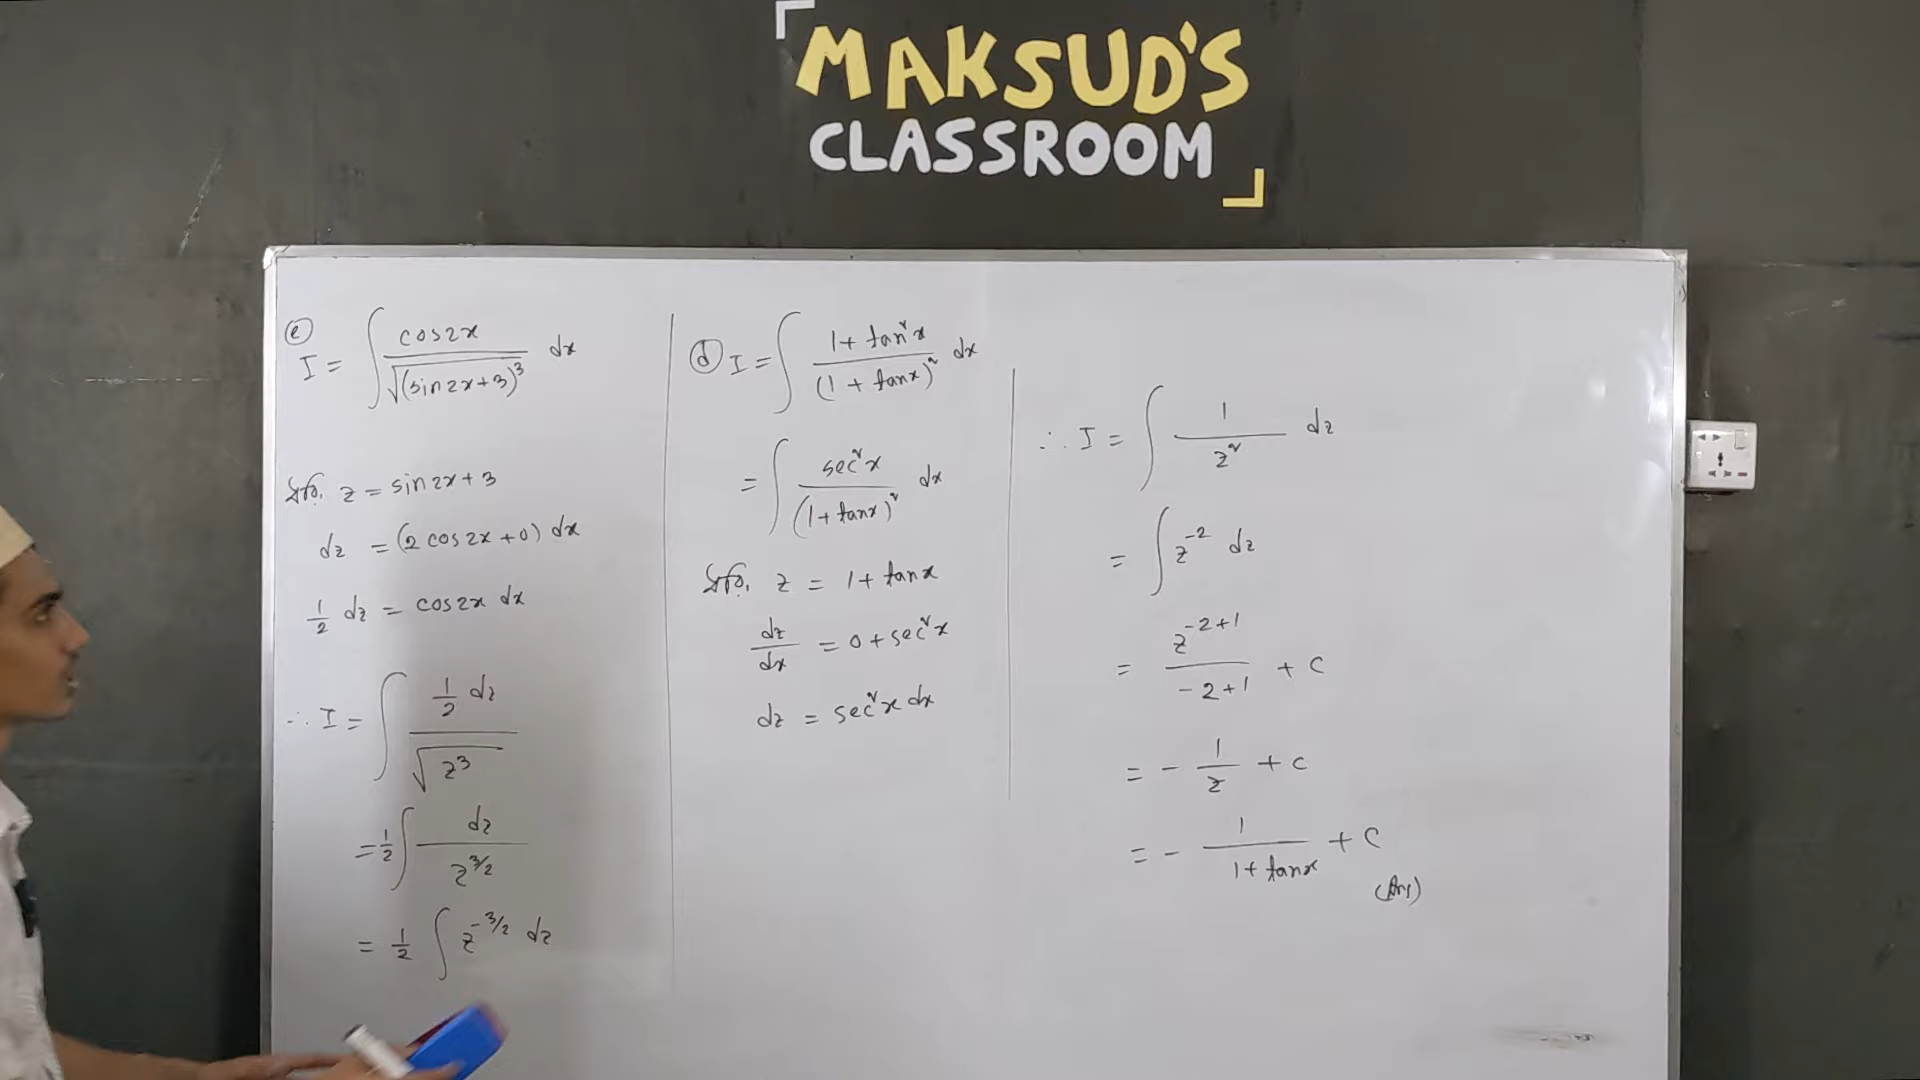 MAKSUD'S
CLASSROOM
(e)
I = ∫ cos2x / √(sin2x+3)³ dx
ধরি, z = sin2x+3
dz = (2cos2x+0) dx
1/2 dz = cos2x dx
∴ I = ∫ 1/2 dz / √z³
= 1/2 ∫ dz / z^3/2
= 1/2 ∫ z^-3/2 dz
(d) I = ∫ 1+tan²x / (1+tanx)² dx
= ∫ sec²x / (1+tanx)² dx
ধরি, z = 1+tanx
dz/dx = 0+sec²x
dz = sec²x dx
∴ I = ∫ 1/z² dz
= ∫ z^-2 dz
= z^-2+1 / -2+1 + c
= - 1/z + c
= - 1/1+tanx + c
(Ans)